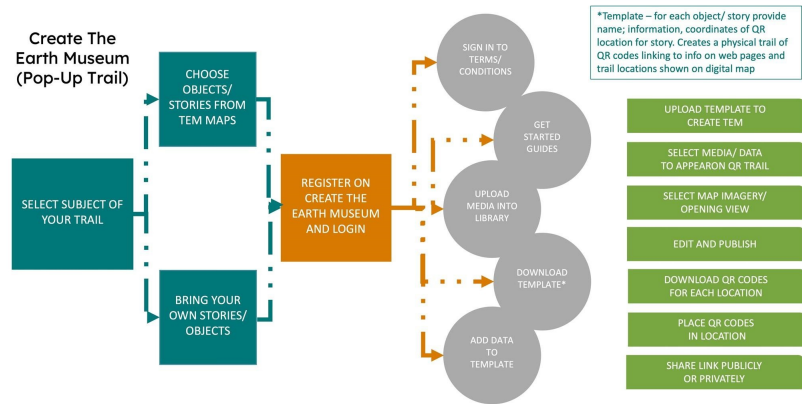 Create The
Earth Museum
(Pop-Up Trail)
SELECT SUBJECT OF
YOUR TRAIL
CHOOSE
OBJECTS/
STORIES FROM
TEM MAPS
BRING YOUR
OWN STORIES/
OBJECTS
REGISTER ON
CREATE THE
EARTH MUSEUM
AND LOGIN
SIGN IN TO
TERMS/
CONDITIONS
GET
STARTED
GUIDES
UPLOAD
MEDIA INTO
LIBRARY
DOWNLOAD
TEMPLATE*
ADD DATA
TO
TEMPLATE
*Template – for each object/ story provide
name; information, coordinates of QR
location for story. Creates a physical trail of
QR codes linking to info on web pages and
trail locations shown on digital map
UPLOAD TEMPLATE TO
CREATE TEM
SELECT MEDIA/ DATA
TO APPEARON QR TRAIL
SELECT MAP IMAGERY/
OPENING VIEW
EDIT AND PUBLISH
DOWNLOAD QR CODES
FOR EACH LOCATION
PLACE QR CODES
IN LOCATION
SHARE LINK PUBLICLY
OR PRIVATELY